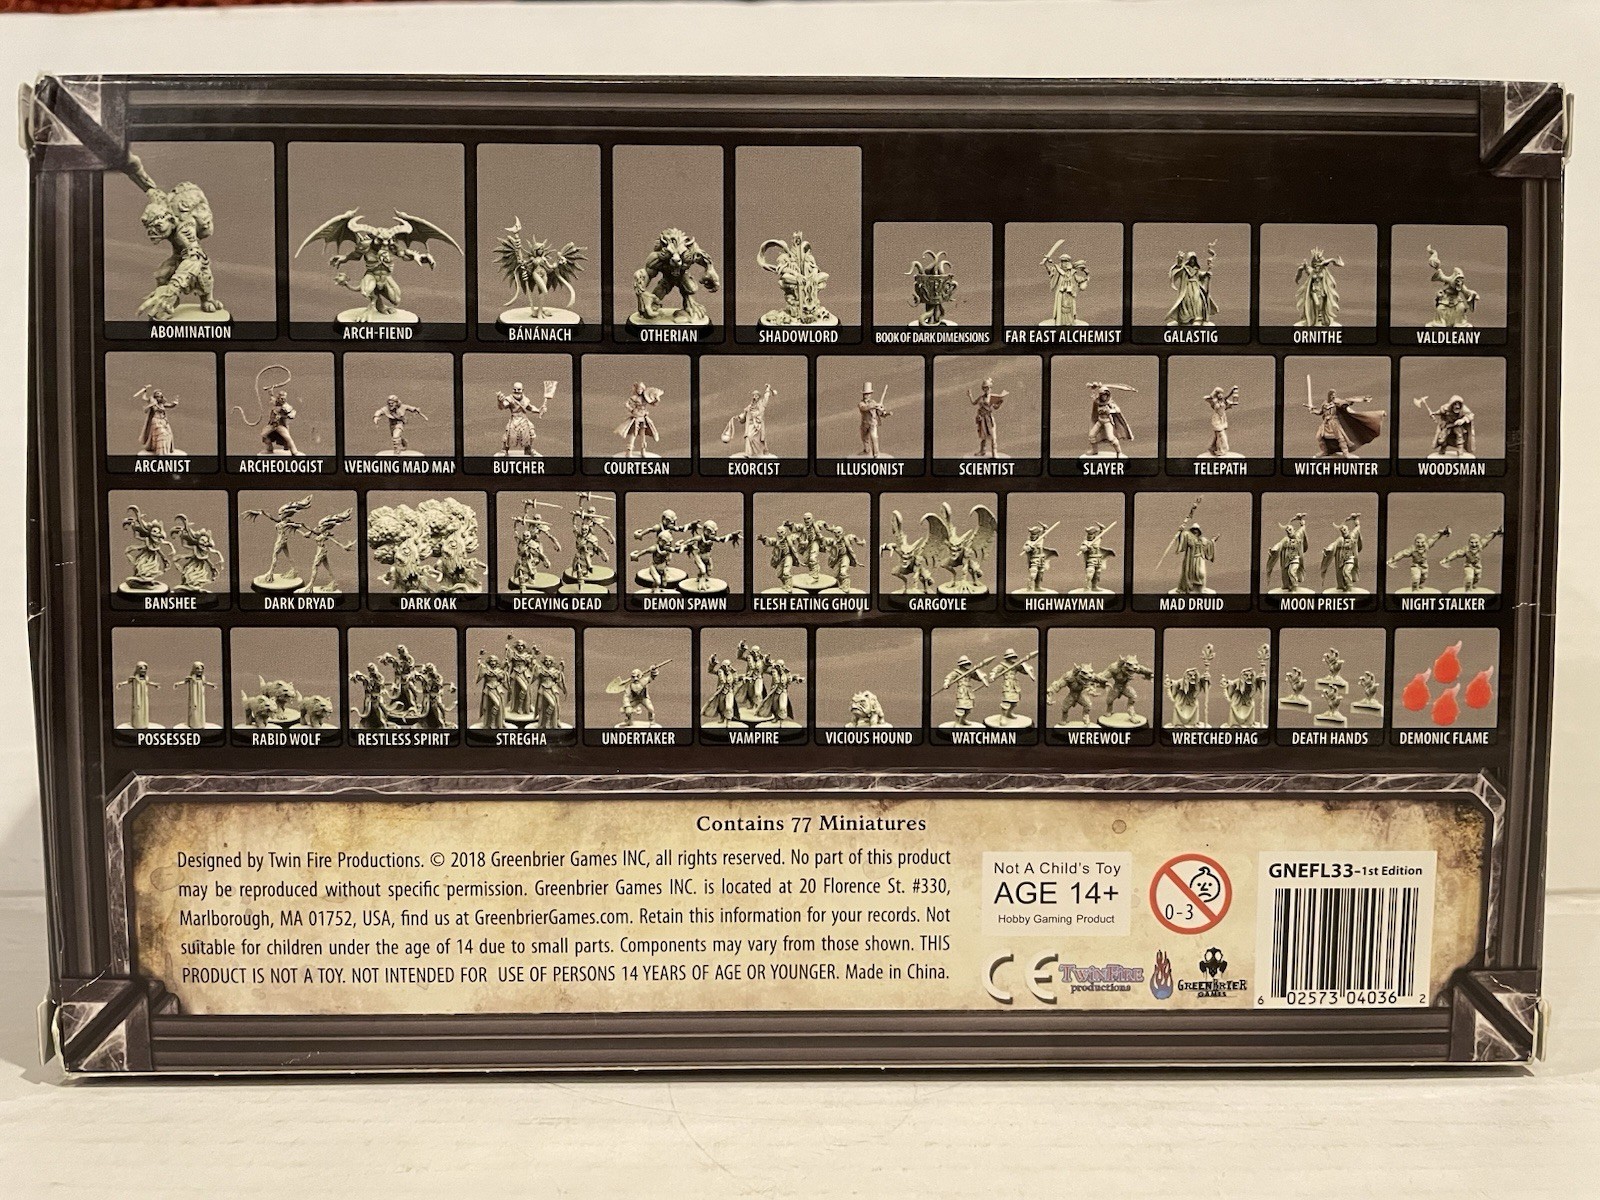 ABOMINATION
ARCH-FIEND
BÁNÁNACH
OTHERIAN
SHADOWLORD
BOOK OF DARK DIMENSIONS
FAR EAST ALCHEMIST
GALASTIG
ORNITHE
VALDLEANY
ARCANIST
ARCHEOLOGIST
AVENGING MAD MAN
BUTCHER
COURTESAN
EXORCIST
ILLUSIONIST
SCIENTIST
SLAYER
TELEPATH
WITCH HUNTER
WOODSMAN
BANSHEE
DARK DRYAD
DARK OAK
DECAYING DEAD
DEMON SPAWN
FLESH EATING GHOUL
GARGOYLE
HIGHWAYMAN
MAD DRUID
MOON PRIEST
NIGHT STALKER
POSSESSED
RABID WOLF
RESTLESS SPIRIT
STREGHA
UNDERTAKER
VAMPIRE
VICIOUS HOUND
WATCHMAN
WEREWOLF
WRETCHED HAG
DEATH HANDS
DEMONIC FLAME
Contains 77 Miniatures
Designed by Twin Fire Productions. © 2018 Greenbrier Games INC, all rights reserved. No part of this product
may be reproduced without specific permission. Greenbrier Games INC. is located at 20 Florence St. #330,
Marlborough, MA 01752, USA, find us at GreenbrierGames.com. Retain this information for your records. Not
suitable for children under the age of 14 due to small parts. Components may vary from those shown. THIS
PRODUCT IS NOT A TOY. NOT INTENDED FOR USE OF PERSONS 14 YEARS OF AGE OR YOUNGER. Made in China.
Not A Child's Toy
AGE 14+
Hobby Gaming Product
0-3
CE
TwinFire
productions
GREENBRIER
GAMES
GNEFL33-1st Edition
6 02573 04036 2